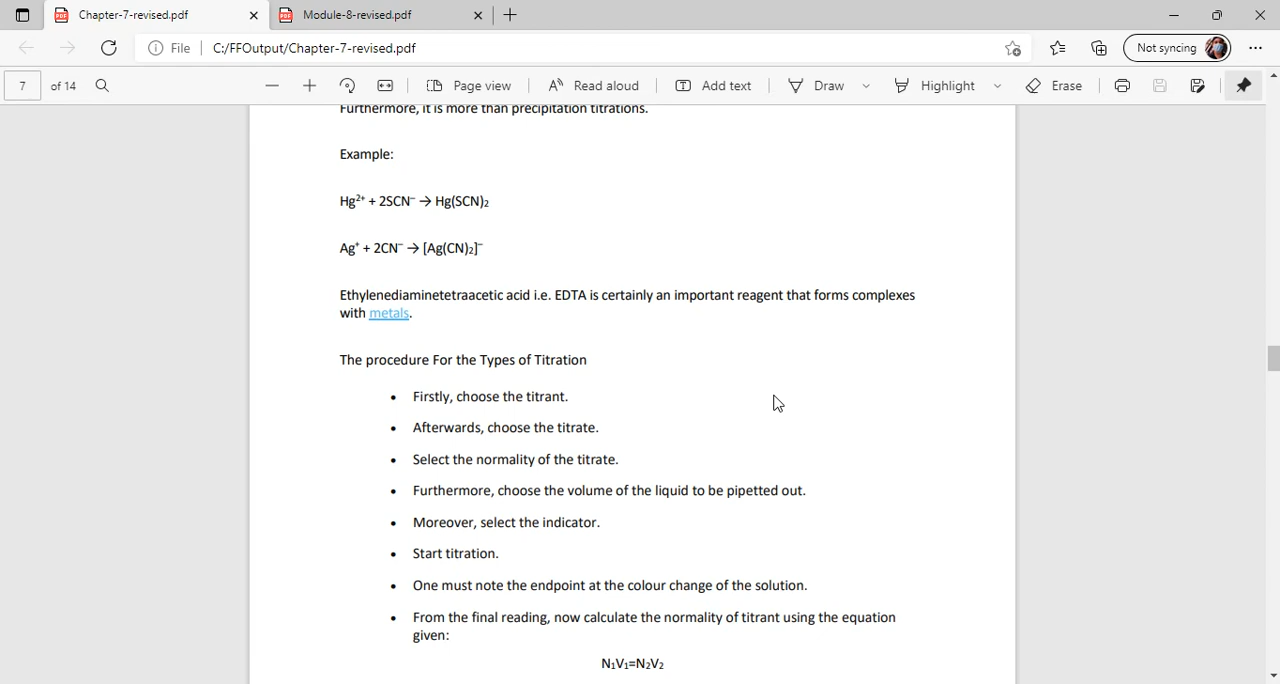 Chapter-7-revised.pdf
Module-8-revised.pdf
File
C:/FFOutput/Chapter-7-revised.pdf
Not syncing
7 of 14
Page view
Read aloud
Add text
Draw
Highlight
Erase
Furthermore, it is more than precipitation titrations.
Example:
Hg²⁺ + 2SCN⁻ → Hg(SCN)₂
Ag⁺ + 2CN⁻ → [Ag(CN)₂]⁻
Ethylenediaminetetraacetic acid i.e. EDTA is certainly an important reagent that forms complexes
with metals.
The procedure For the Types of Titration
• Firstly, choose the titrant.
• Afterwards, choose the titrate.
• Select the normality of the titrate.
• Furthermore, choose the volume of the liquid to be pipetted out.
• Moreover, select the indicator.
• Start titration.
• One must note the endpoint at the colour change of the solution.
• From the final reading, now calculate the normality of titrant using the equation
given:
N₁V₁=N₂V₂